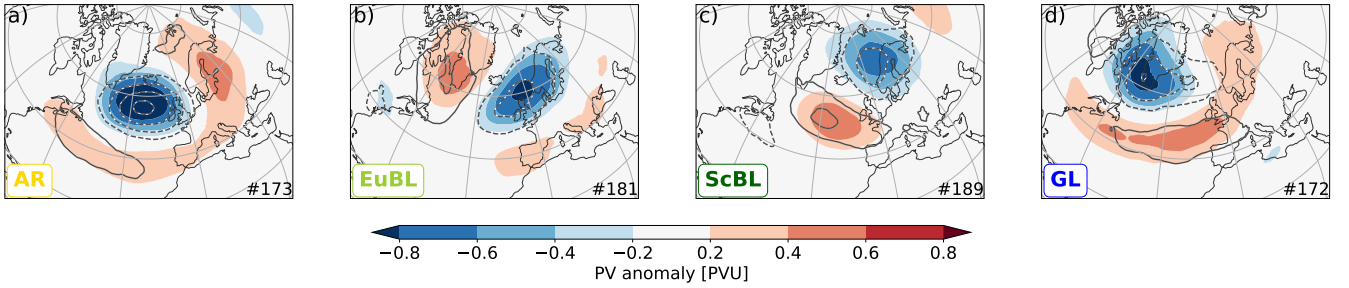 a)
AR
#173
b)
EuBL
#181
c)
ScBL
#189
d)
GL
#172
−0.8 −0.6 −0.4 −0.2 0.2 0.4 0.6 0.8
PV anomaly [PVU]